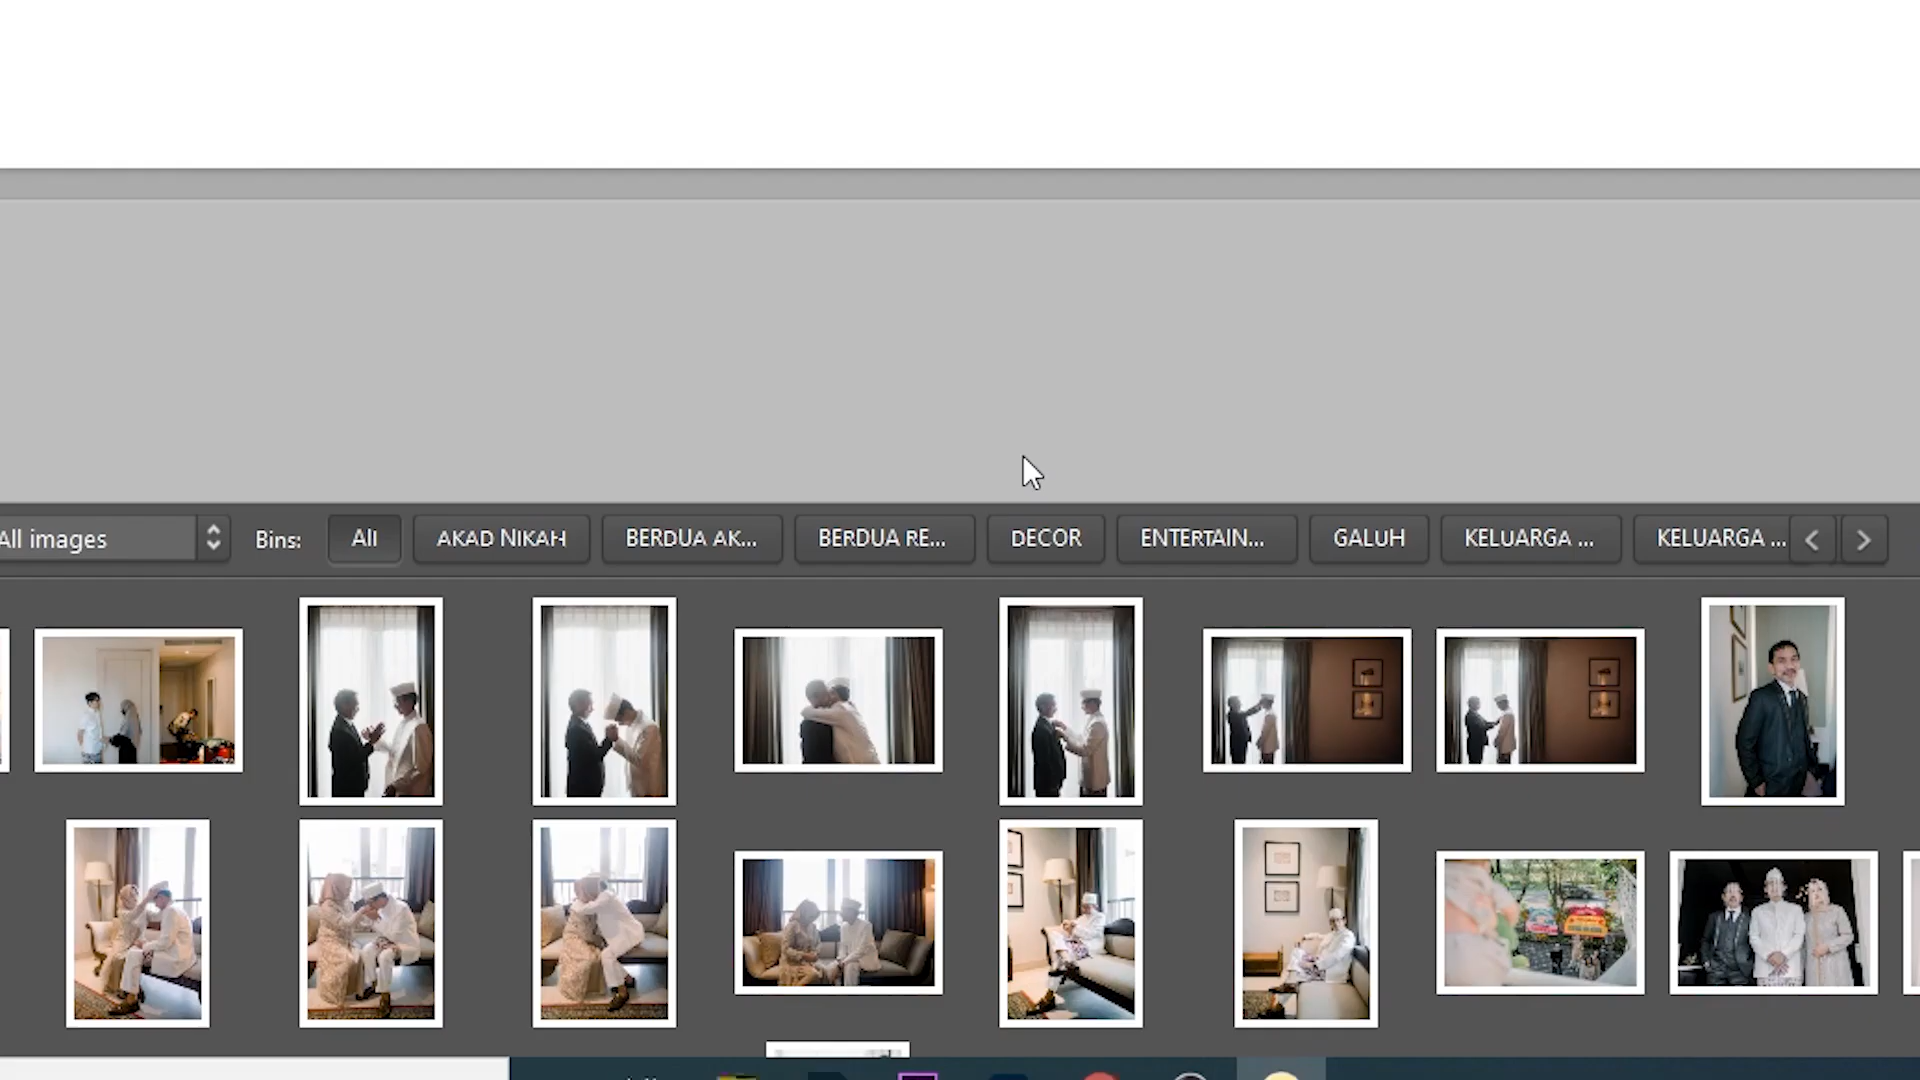 All images
Bins:
All
AKAD NIKAH
BERDUA AK...
BERDUA RE...
DECOR
ENTERTAIN...
GALUH
KELUARGA ...
KELUARGA ...